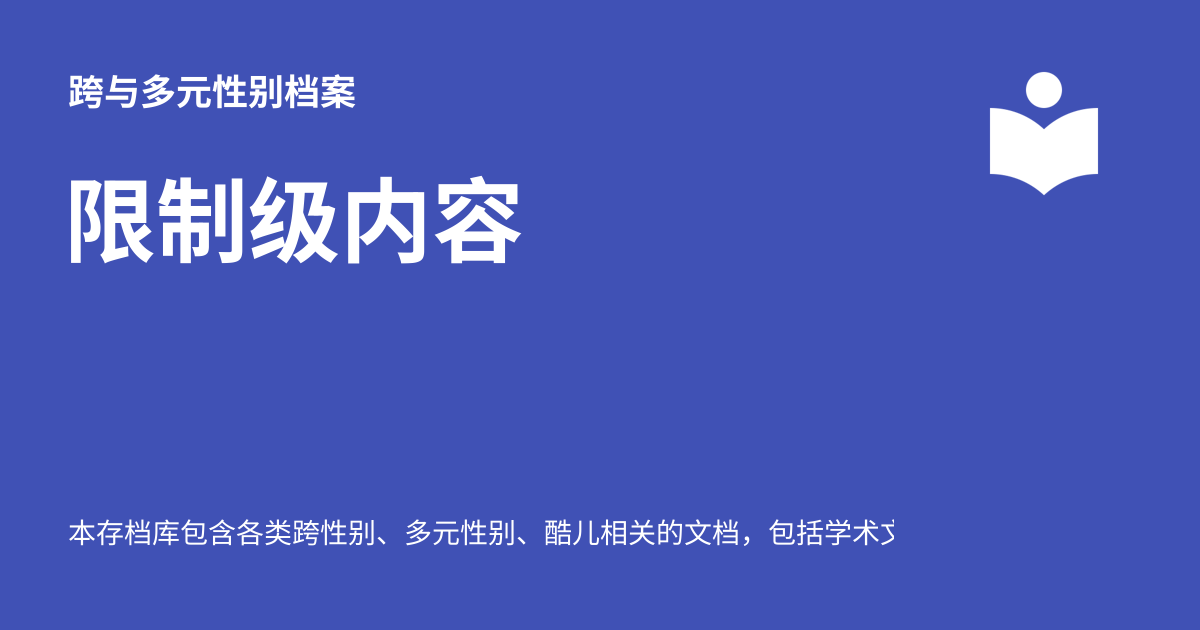 跨与多元性别档案
限制级内容
本存档库包含各类跨性别、多元性别、酷儿相关的文档，包括学术